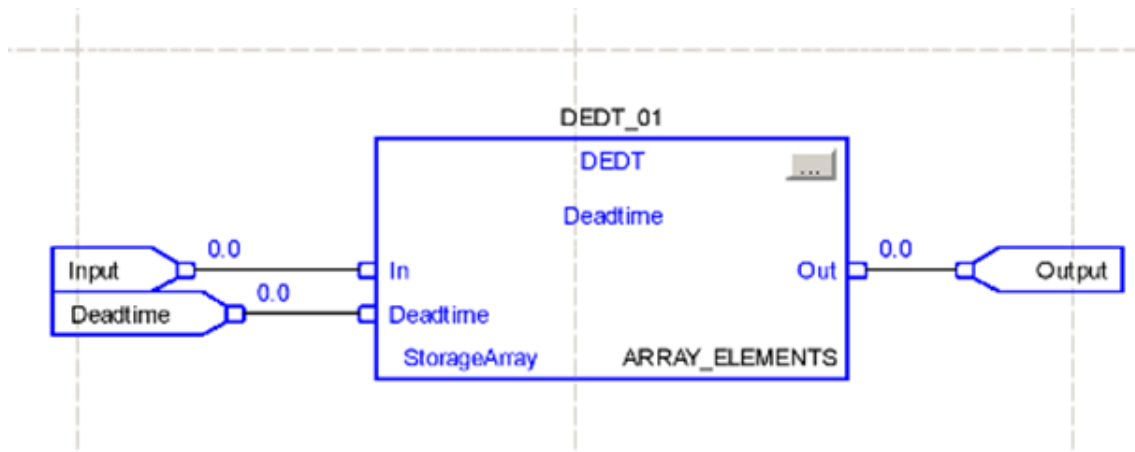 DEDT_01
DEDT
...
Deadtime
0.0
0.0
Input
In
Out
Output
0.0
Deadtime
Deadtime
StorageArray
ARRAY_ELEMENTS